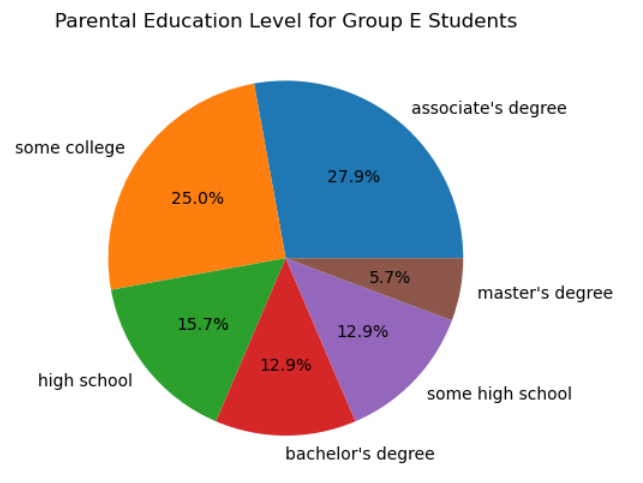 Parental Education Level for Group E Students
associate's degree
27.9%
some college
25.0%
high school
15.7%
bachelor's degree
12.9%
some high school
12.9%
master's degree
5.7%